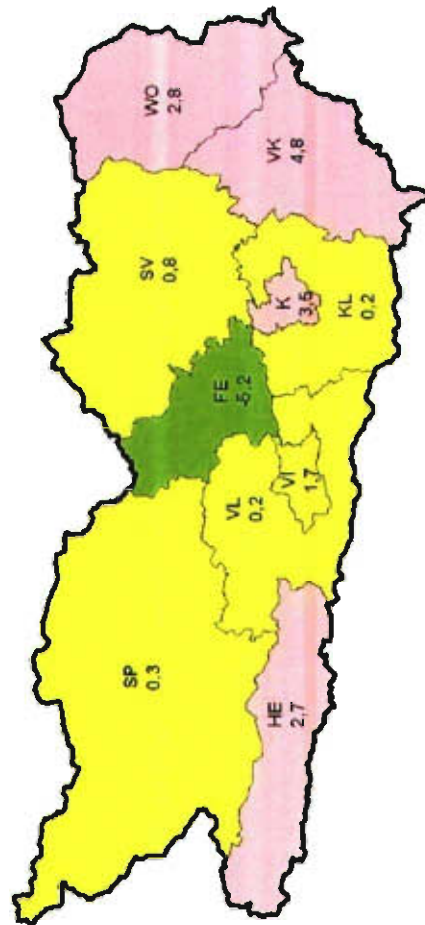 SP
0,3
HE
2,7
VL
0,2
VI
1,7
FE
-5,2
SV
0,8
K
3,5
KL
0,2
WO
2,8
VK
4,8